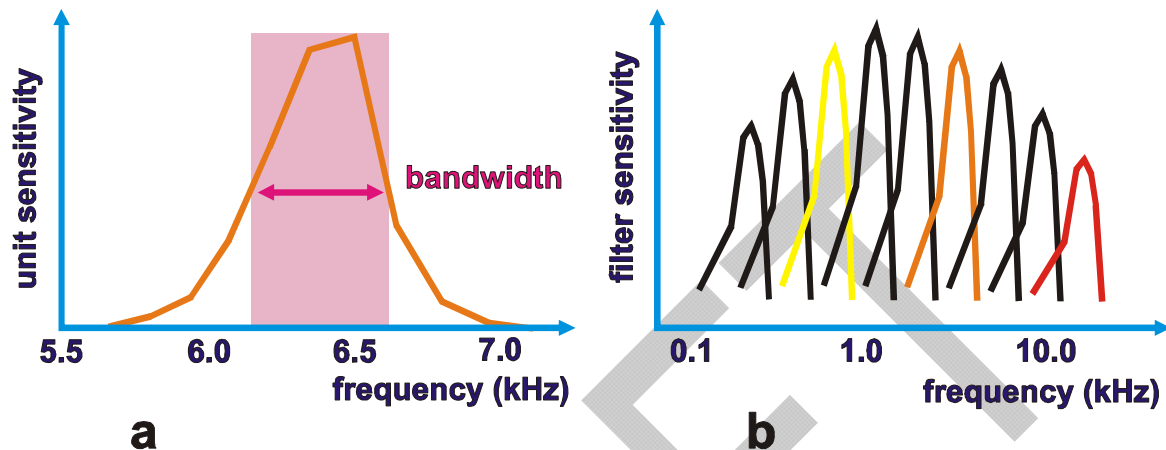 unit sensitivity
bandwidth
5.5 6.0 6.5 7.0
frequency (kHz)
a
filter sensitivity
0.1 1.0 10.0
frequency (kHz)
b